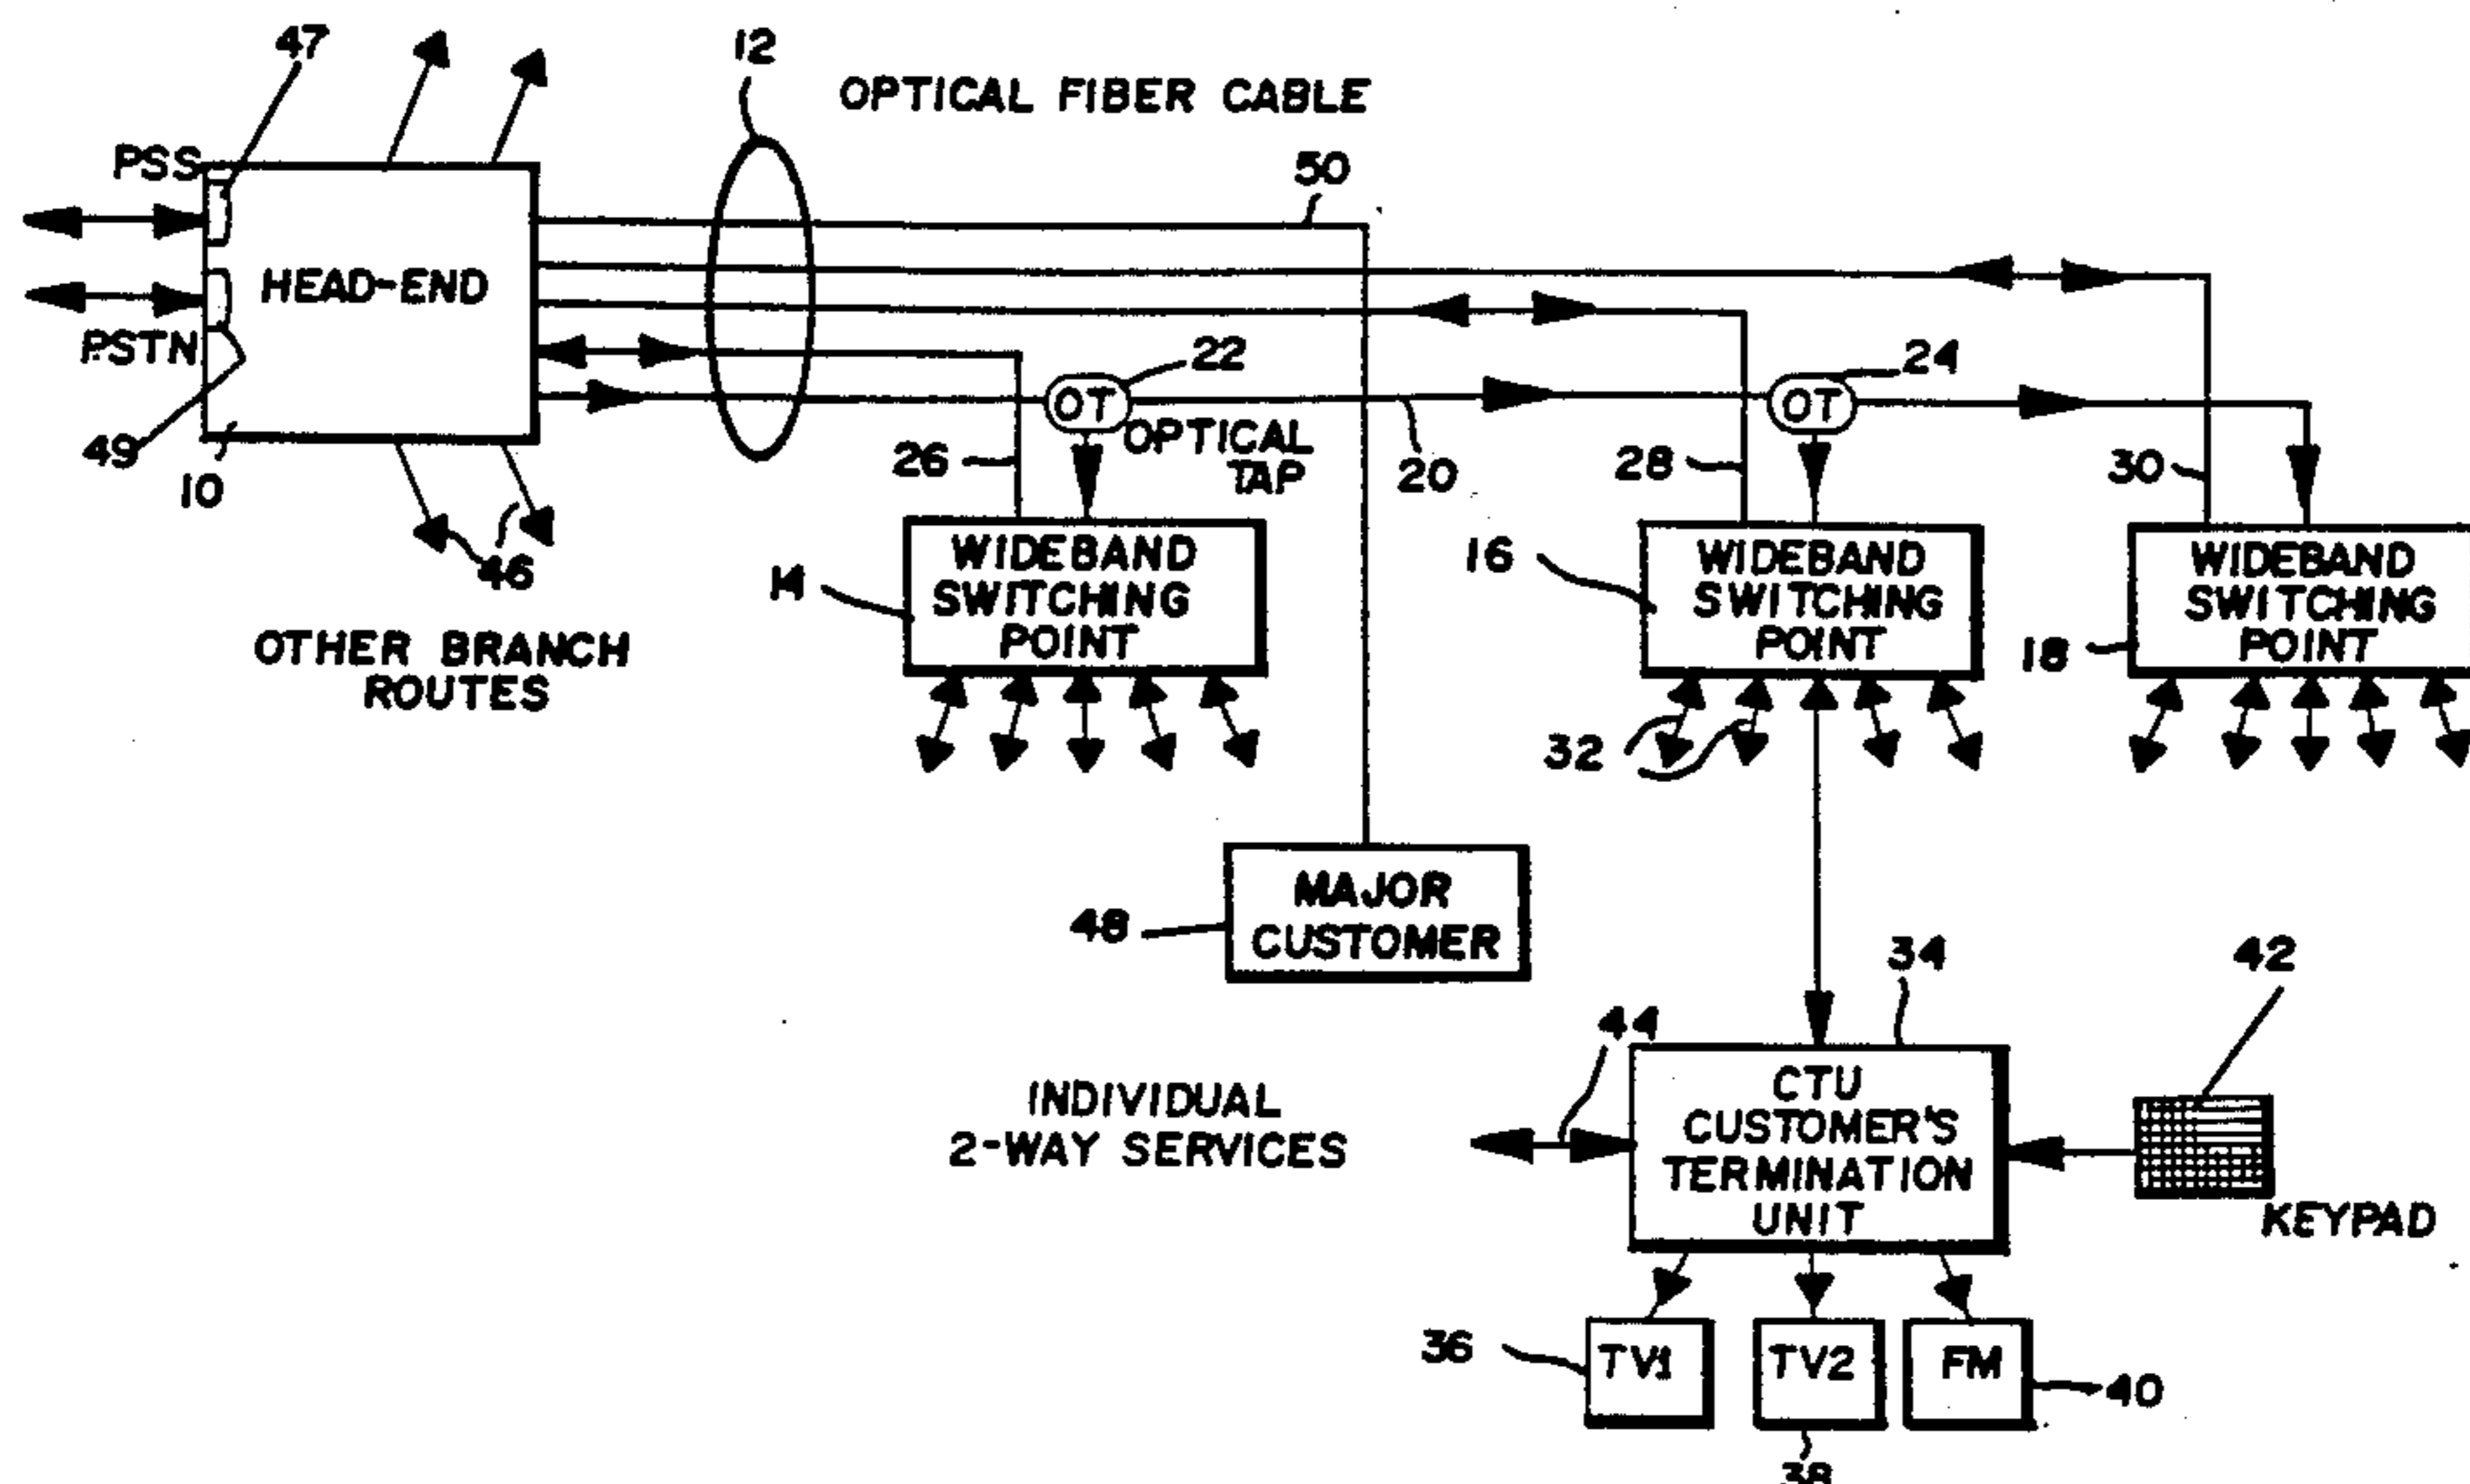 47
12
OPTICAL FIBER CABLE
50
PSS
HEAD-END
PSTN
22
24
OT
OT
OPTICAL
TAP
49
10
26
20
28
30
46
14
WIDEBAND
SWITCHING
POINT
16
WIDEBAND
SWITCHING
POINT
18
WIDEBAND
SWITCHING
POINT
OTHER BRANCH
ROUTES
32
48
MAJOR
CUSTOMER
34
42
44
INDIVIDUAL
2-WAY SERVICES
CTU
CUSTOMER'S
TERMINATION
UNIT
KEYPAD
36
TV1
TV2
FM
40
38